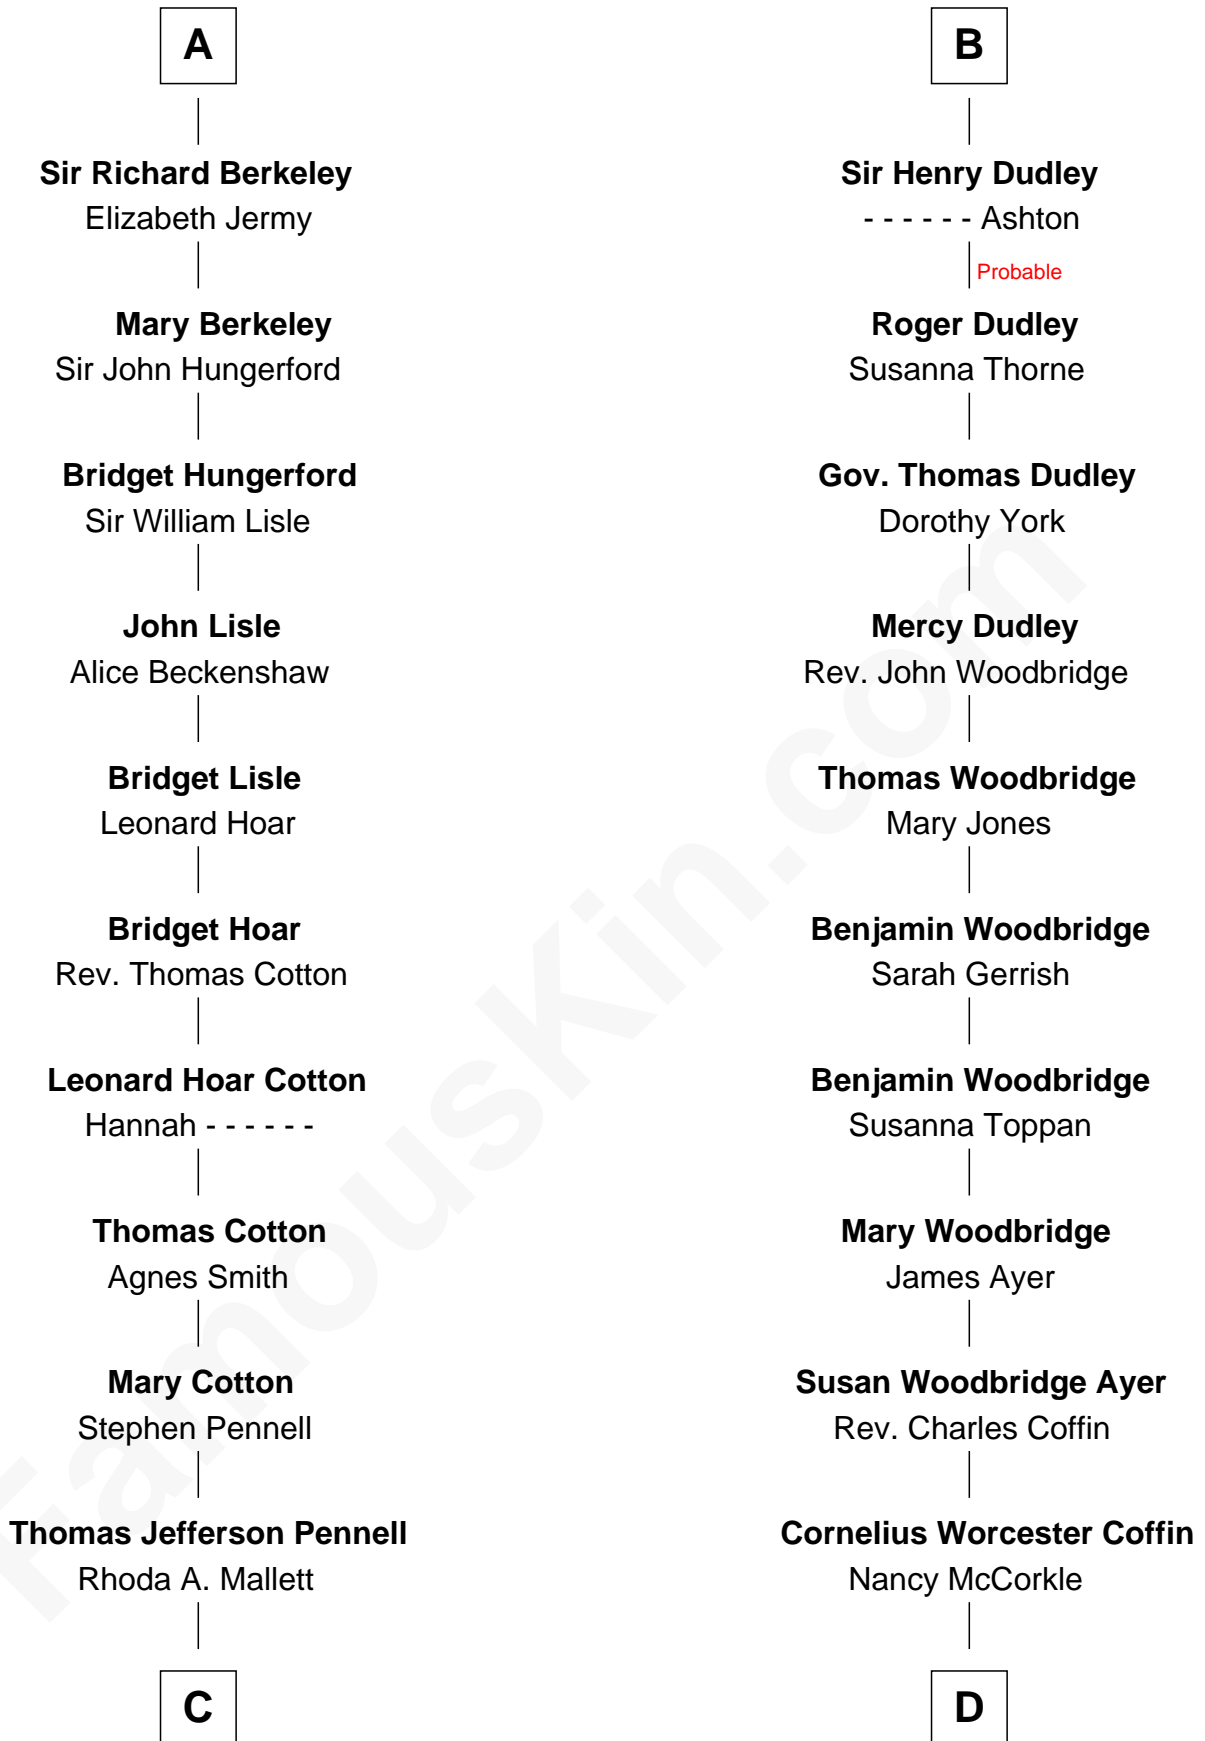 A
Sir Richard Berkeley
Elizabeth Jermy
Mary Berkeley
Sir John Hungerford
Bridget Hungerford
Sir William Lisle
John Lisle
Alice Beckenshaw
Bridget Lisle
Leonard Hoar
Bridget Hoar
Rev. Thomas Cotton
Leonard Hoar Cotton
Hannah - - - - - -
Thomas Cotton
Agnes Smith
Mary Cotton
Stephen Pennell
Thomas Jefferson Pennell
Rhoda A. Mallett
C
B
Sir Henry Dudley
- - - - - - Ashton
Probable
Roger Dudley
Susanna Thorne
Gov. Thomas Dudley
Dorothy York
Mercy Dudley
Rev. John Woodbridge
Thomas Woodbridge
Mary Jones
Benjamin Woodbridge
Sarah Gerrish
Benjamin Woodbridge
Susanna Toppan
Mary Woodbridge
James Ayer
Susan Woodbridge Ayer
Rev. Charles Coffin
Cornelius Worcester Coffin
Nancy McCorkle
D
FamousKin.com